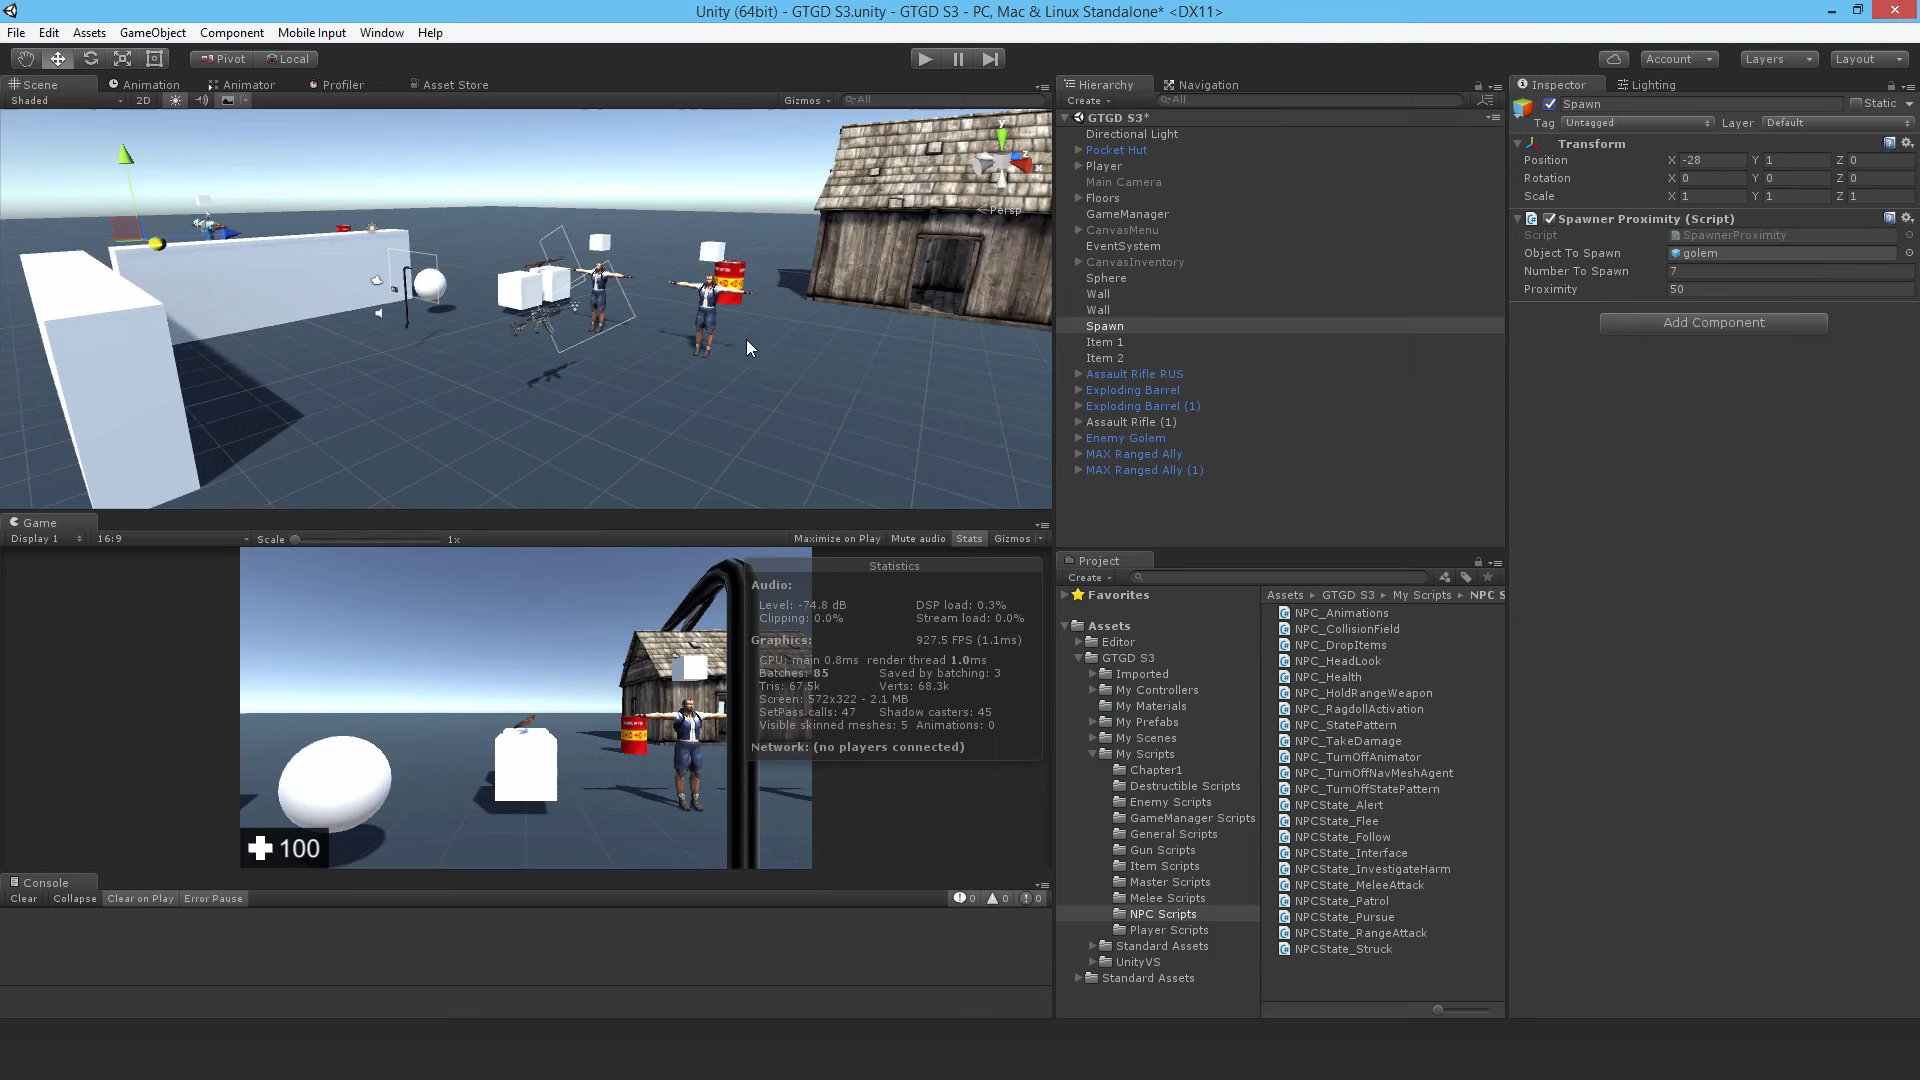 Unity (64bit) - GTGD S3.unity - GTGD S3 - PC, Mac & Linux Standalone* <DX11>
File Edit Assets GameObject Component Mobile Input Window Help
Pivot Local Account Layers Layout
Scene Animation Animator Profiler Asset Store
Shaded 2D Gizmos All
y
z
x
Persp
Hierarchy Navigation
Create All
GTGD S3*
Directional Light
Pocket Hut
Player
Main Camera
Floors
GameManager
CanvasMenu
EventSystem
CanvasInventory
Sphere
Wall
Wall
Spawn
Item 1
Item 2
Assault Rifle RUS
Exploding Barrel
Exploding Barrel (1)
Assault Rifle (1)
Enemy Golem
MAX Ranged Ally
MAX Ranged Ally (1)
Inspector Lighting
Spawn Static
Tag Untagged Layer Default
Transform
Position X -28 Y 1 Z 0
Rotation X 0 Y 0 Z 0
Scale X 1 Y 1 Z 1
Spawner Proximity (Script)
Script SpawnerProximity
Object To Spawn golem
Number To Spawn 7
Proximity 50
Add Component
Game
Display 1 16:9 Scale 1x Maximize on Play Mute audio Stats Gizmos
Statistics
Audio:
Level: -74.8 dB DSP load: 0.3%
Clipping: 0.0% Stream load: 0.0%
Graphics: 927.5 FPS (1.1ms)
CPU: main 0.8ms render thread 1.0ms
Batches: 85 Saved by batching: 3
Tris: 67.5k Verts: 68.3k
Screen: 572x322 - 2.1 MB
SetPass calls: 47 Shadow casters: 45
Visible skinned meshes: 5 Animations: 0
Network: (no players connected)
100
Console
Clear Collapse Clear on Play Error Pause 0 0 0
Project
Create
Favorites
Assets
Editor
GTGD S3
Imported
My Controllers
My Materials
My Prefabs
My Scenes
My Scripts
Chapter1
Destructible Scripts
Enemy Scripts
GameManager Scripts
General Scripts
Gun Scripts
Item Scripts
Master Scripts
Melee Scripts
NPC Scripts
Player Scripts
Standard Assets
UnityVS
Standard Assets
Assets GTGD S3 My Scripts NPC S
NPC_Animations
NPC_CollisionField
NPC_DropItems
NPC_HeadLook
NPC_Health
NPC_HoldRangeWeapon
NPC_RagdollActivation
NPC_StatePattern
NPC_TakeDamage
NPC_TurnOffAnimator
NPC_TurnOffNavMeshAgent
NPC_TurnOffStatePattern
NPCState_Alert
NPCState_Flee
NPCState_Follow
NPCState_Interface
NPCState_InvestigateHarm
NPCState_MeleeAttack
NPCState_Patrol
NPCState_Pursue
NPCState_RangeAttack
NPCState_Struck